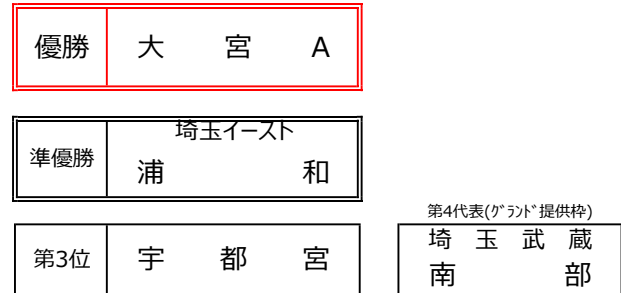 優勝 大宮A
埼玉イースト
準優勝 浦和
第4代表(グランド提供枠)
第3位 宇都宮
埼玉武蔵
南部